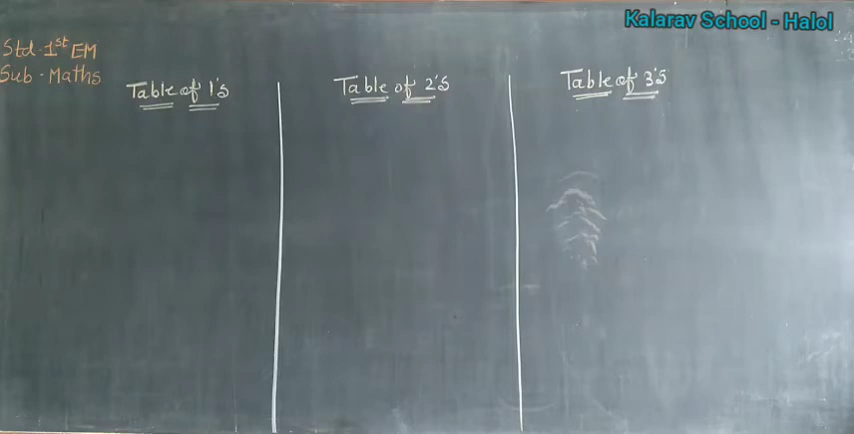 Kalarav School - Halol
Std. 1st EM
Sub. Maths
Table of 1's
Table of 2's
Table of 3's